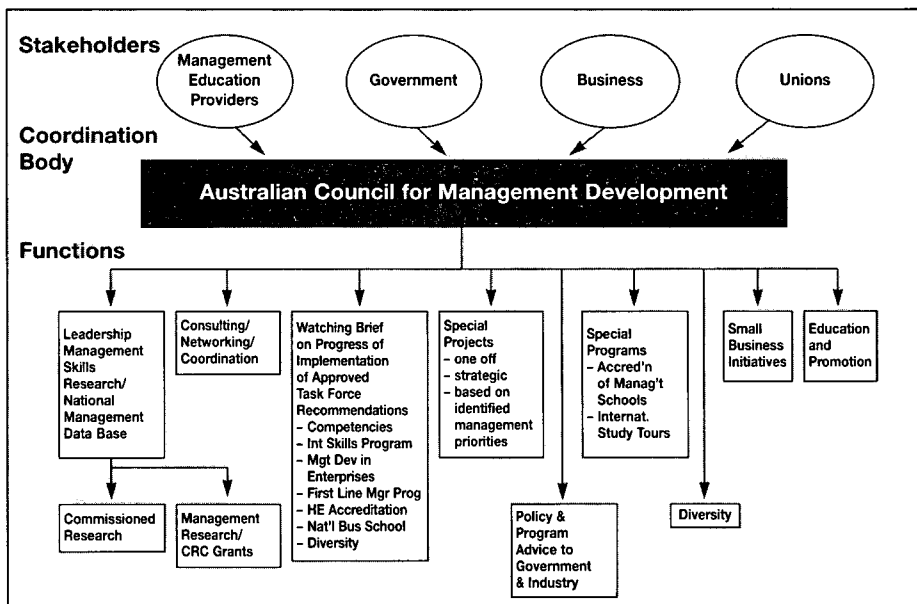 Stakeholders
Management
Education
Providers
Government
Business
Unions
Coordination
Body
Australian Council for Management Development
Functions
Leadership
Management
Skills
Research/
National
Management
Data Base
Consulting/
Networking/
Coordination
Watching Brief
on Progress of
Implementation
of Approved
Task Force
Recommendations
– Competencies
– Int Skills Program
– Mgt Dev in
Enterprises
– First Line Mgr Prog
– HE Accreditation
– Nat'l Bus School
– Diversity
Special
Projects
– one off
– strategic
– based on
identified
management
priorities
Special
Programs
– Accred'n
of Manag't
Schools
– Internat.
Study Tours
Small
Business
Initiatives
Education
and
Promotion
Commissioned
Research
Management
Research/
CRC Grants
Policy &
Program
Advice to
Government
& Industry
Diversity